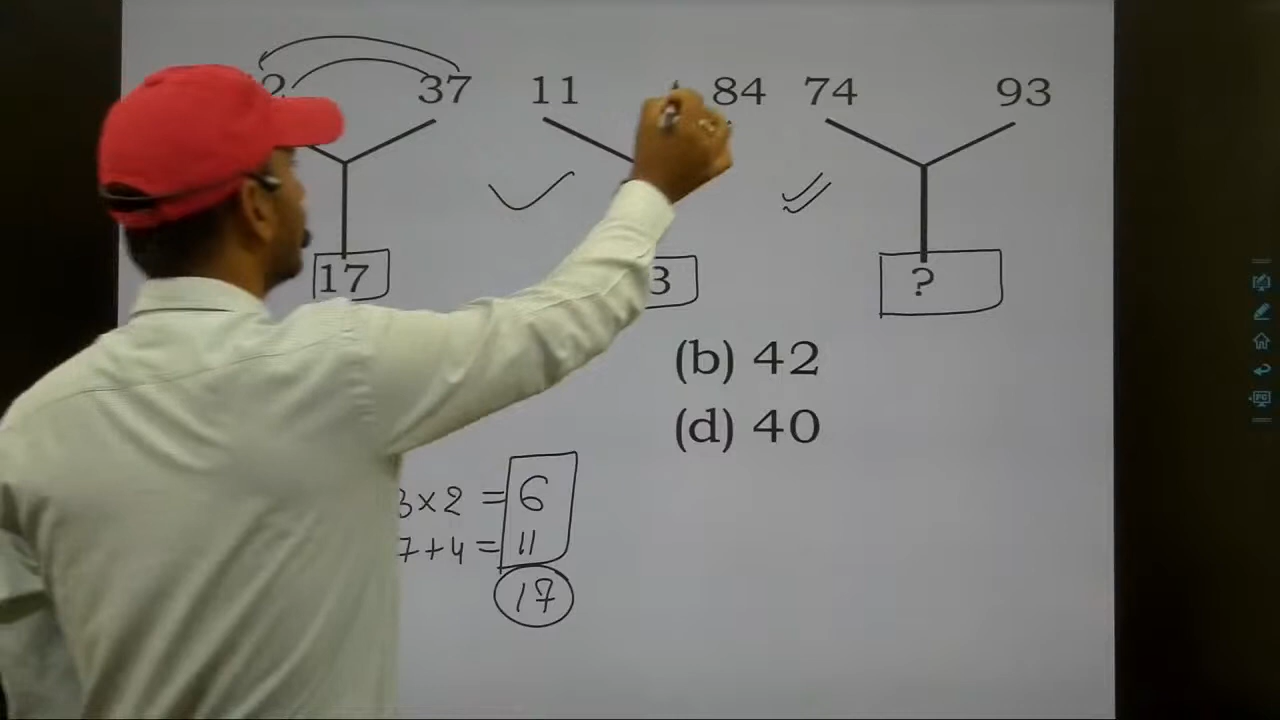 2 37 11 84 74 93
17 3 ?
(b) 42
(d) 40
3×2 = 6
7+4 = 11
17